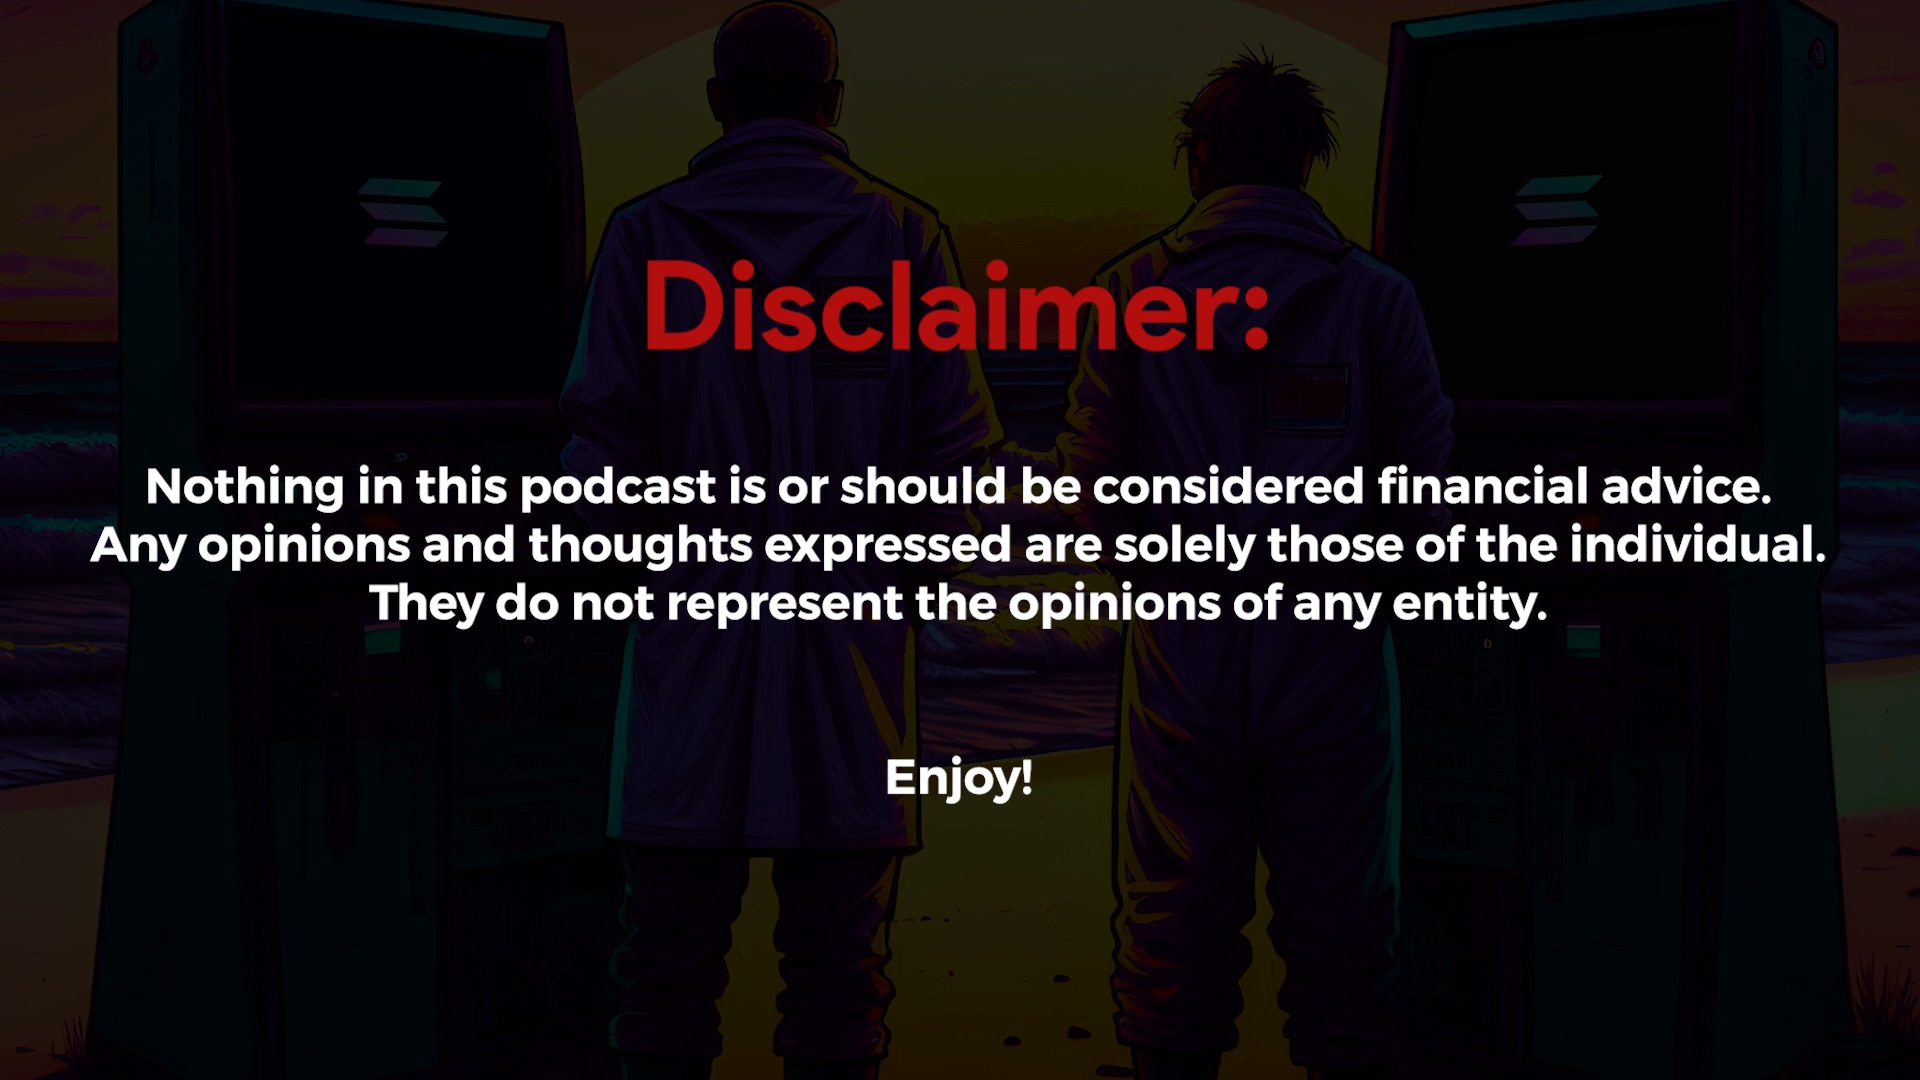 Disclaimer:
Nothing in this podcast is or should be considered financial advice.
Any opinions and thoughts expressed are solely those of the individual.
They do not represent the opinions of any entity.
Enjoy!